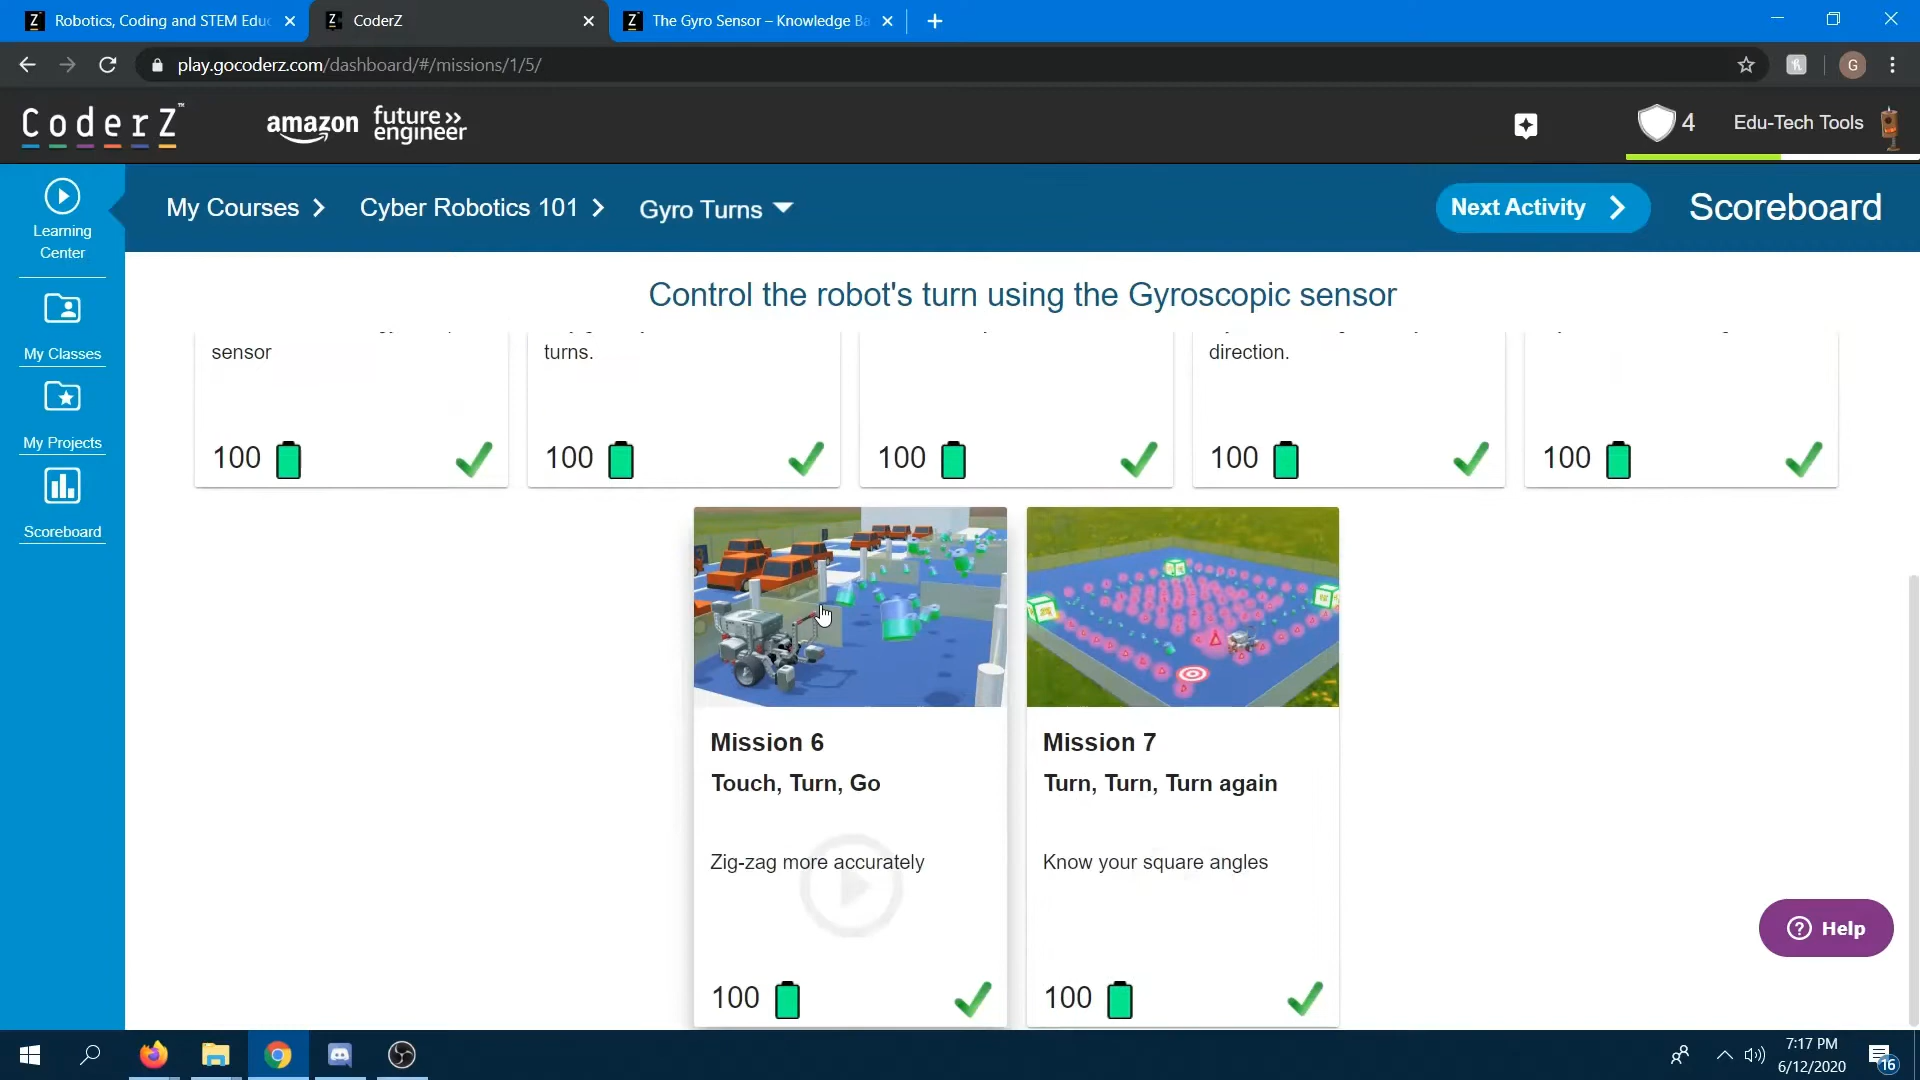 Robotics, Coding and STEM Educ
CoderZ
The Gyro Sensor – Knowledge Ba
play.gocoderz.com/dashboard/#/missions/1/5/
G
CoderZ™
amazon
future
engineer
4
Edu-Tech Tools
Learning
Center
My Classes
My Projects
Scoreboard
My Courses
Cyber Robotics 101
Gyro Turns
Next Activity
Scoreboard
Control the robot's turn using the Gyroscopic sensor
sensor
turns.
direction.
100
100
100
100
100
Mission 6
Touch, Turn, Go
Zig-zag more accurately
100
Mission 7
Turn, Turn, Turn again
Know your square angles
100
Help
7:17 PM
6/12/2020
16